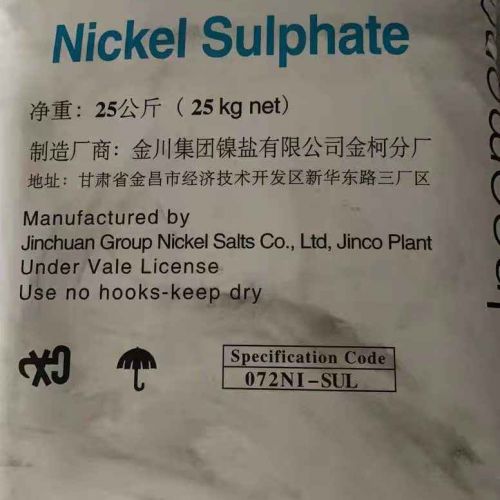 Nickel Sulphate
净重：25公斤（25 kg net）
制造厂商：金川集团镍盐有限公司金柯分厂
地址：甘肃省金昌市经济技术开发区新华东路三厂区
Manufactured by
Jinchuan Group Nickel Salts Co., Ltd, Jinco Plant
Under Vale License
Use no hooks-keep dry
Specification Code
072NI-SUL